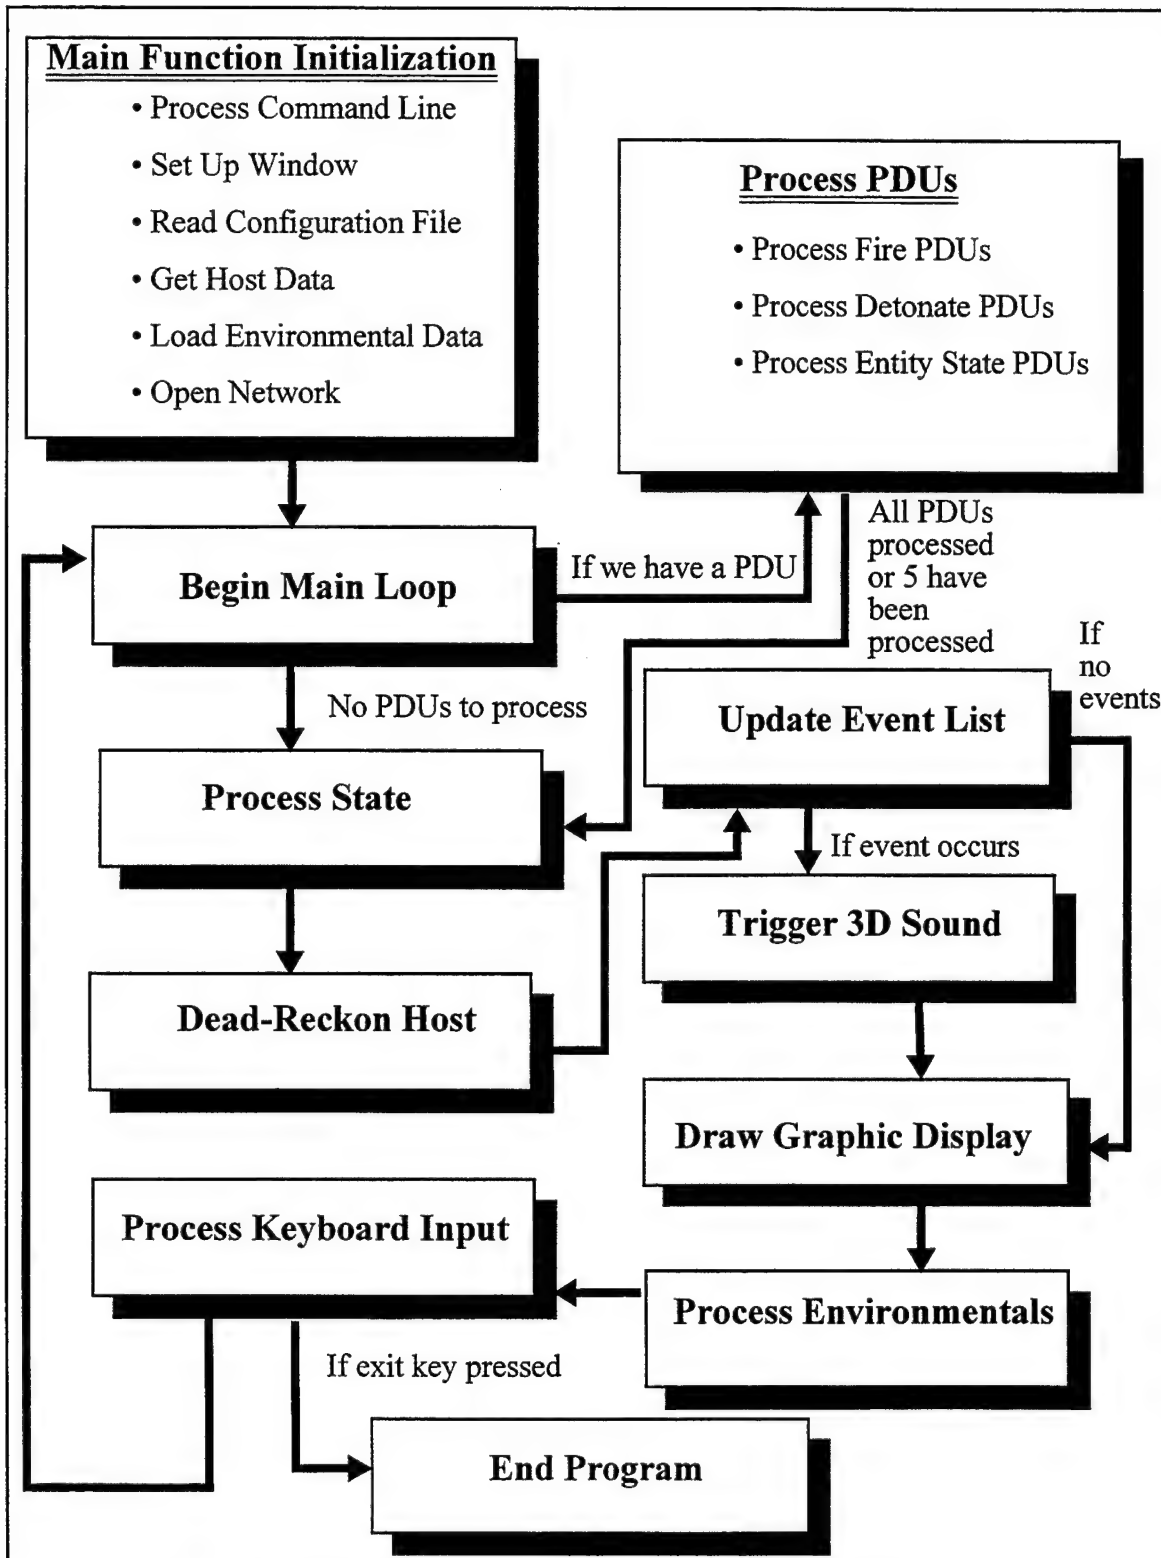 Main Function Initialization
• Process Command Line
• Set Up Window
• Read Configuration File
• Get Host Data
• Load Environmental Data
• Open Network
Process PDUs
• Process Fire PDUs
• Process Detonate PDUs
• Process Entity State PDUs
Begin Main Loop
If we have a PDU
All PDUs
processed
or 5 have
been
processed
No PDUs to process
If
no
events
Update Event List
Process State
If event occurs
Trigger 3D Sound
Dead-Reckon Host
Draw Graphic Display
Process Keyboard Input
Process Environmentals
If exit key pressed
End Program